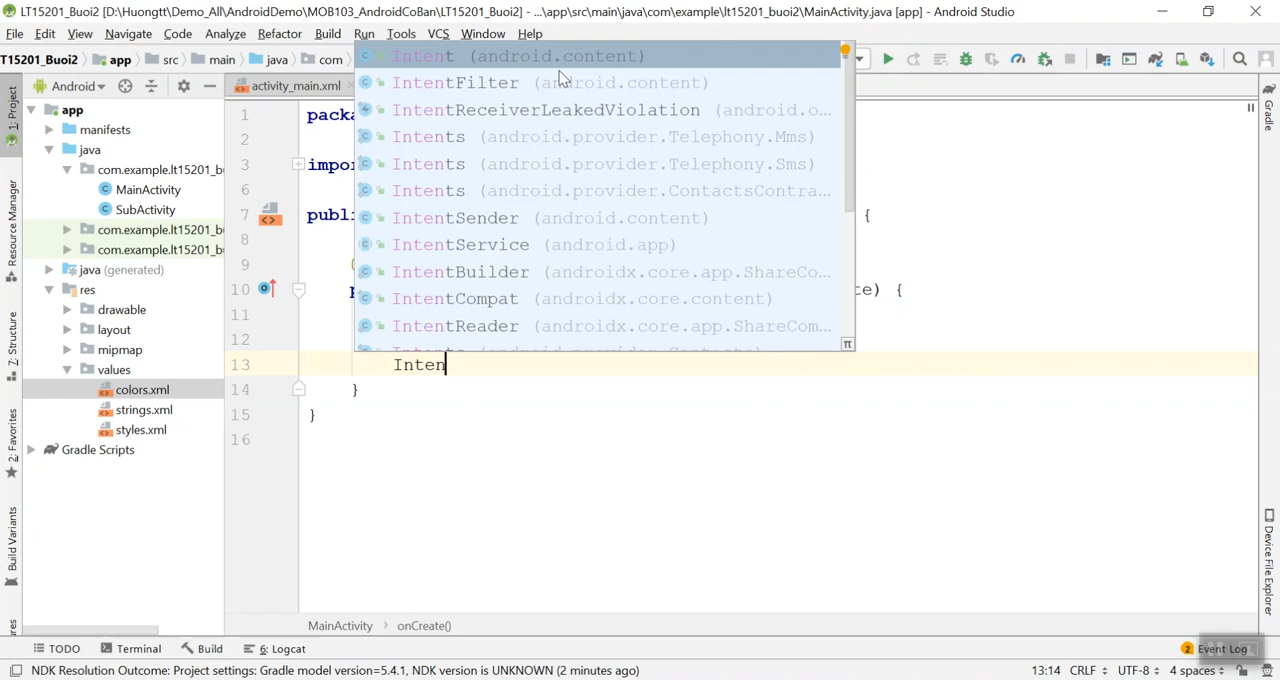 LT15201_Buoi2 [D:\Huongtt\Demo_All\AndroidDemo\MOB103_AndroidCoBan\LT15201_Buoi2] - ...\app\src\main\java\com\example\lt15201_buoi2\MainActivity.java [app] - Android Studio
File Edit View Navigate Code Analyze Refactor Build Run Tools VCS Window Help
T15201_Buoi2 app src main java com
Android
activity_main.xml
1: Project
Resource Manager
Z: Structure
2: Favorites
Build Variants
app
manifests
java
com.example.lt15201_b
MainActivity
SubActivity
com.example.lt15201_b
com.example.lt15201_b
java (generated)
res
drawable
layout
mipmap
values
colors.xml
strings.xml
styles.xml
Gradle Scripts
Intent (android.content)
IntentFilter (android.content)
IntentReceiverLeakedViolation (android.o...
Intents (android.provider.Telephony.Mms)
Intents (android.provider.Telephony.Sms)
Intents (android.provider.ContactsContra...
IntentSender (android.content)
IntentService (android.app)
IntentBuilder (androidx.core.app.ShareCo...
IntentCompat (androidx.core.content)
IntentReader (androidx.core.app.ShareCom...
1 packa
2
3 impor
6
7 publi {
8
9
10 p te) {
11
12
13 Inten
14 }
15 }
16
Gradle
Device File Explorer
MainActivity › onCreate()
TODO Terminal Build 6: Logcat 2 Event Log
NDK Resolution Outcome: Project settings: Gradle model version=5.4.1, NDK version is UNKNOWN (2 minutes ago) 13:14 CRLF UTF-8 4 spaces